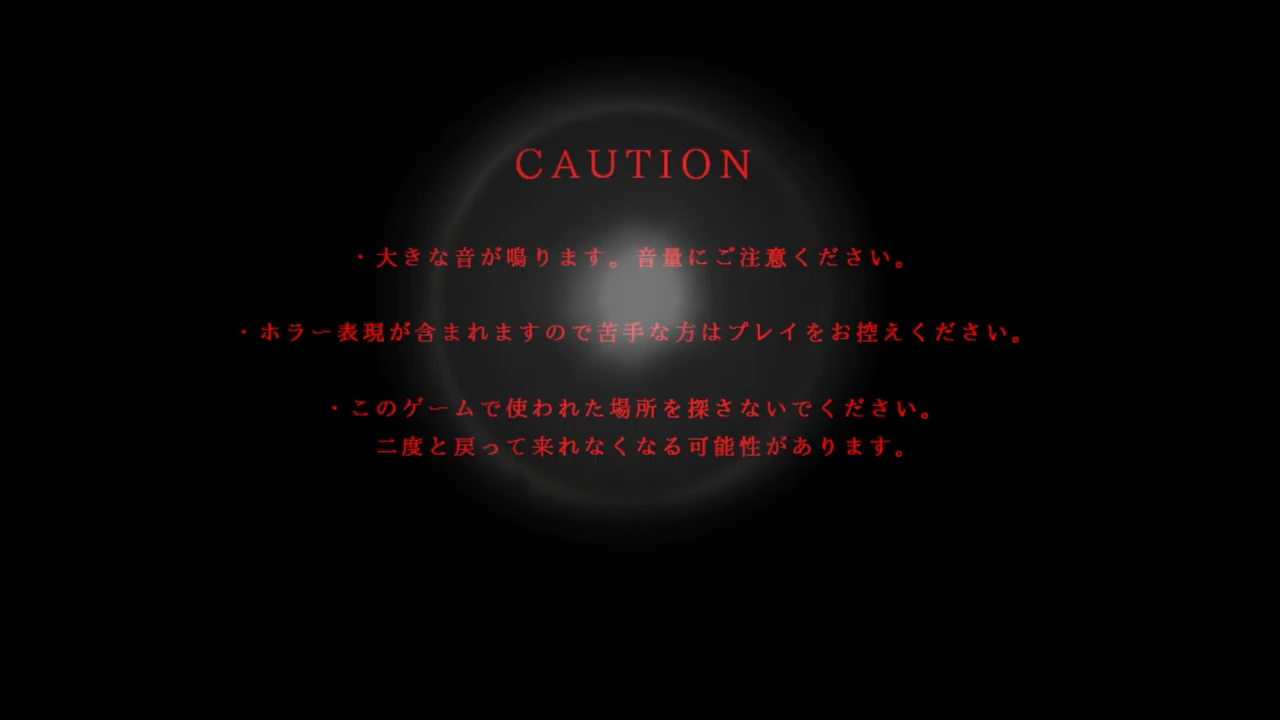 CAUTION
・大きな音が鳴ります。音量にご注意ください。
・ホラー表現が含まれますので苦手な方はプレイをお控えください。
・このゲームで使われた場所を探さないでください。
二度と戻って来れなくなる可能性があります。